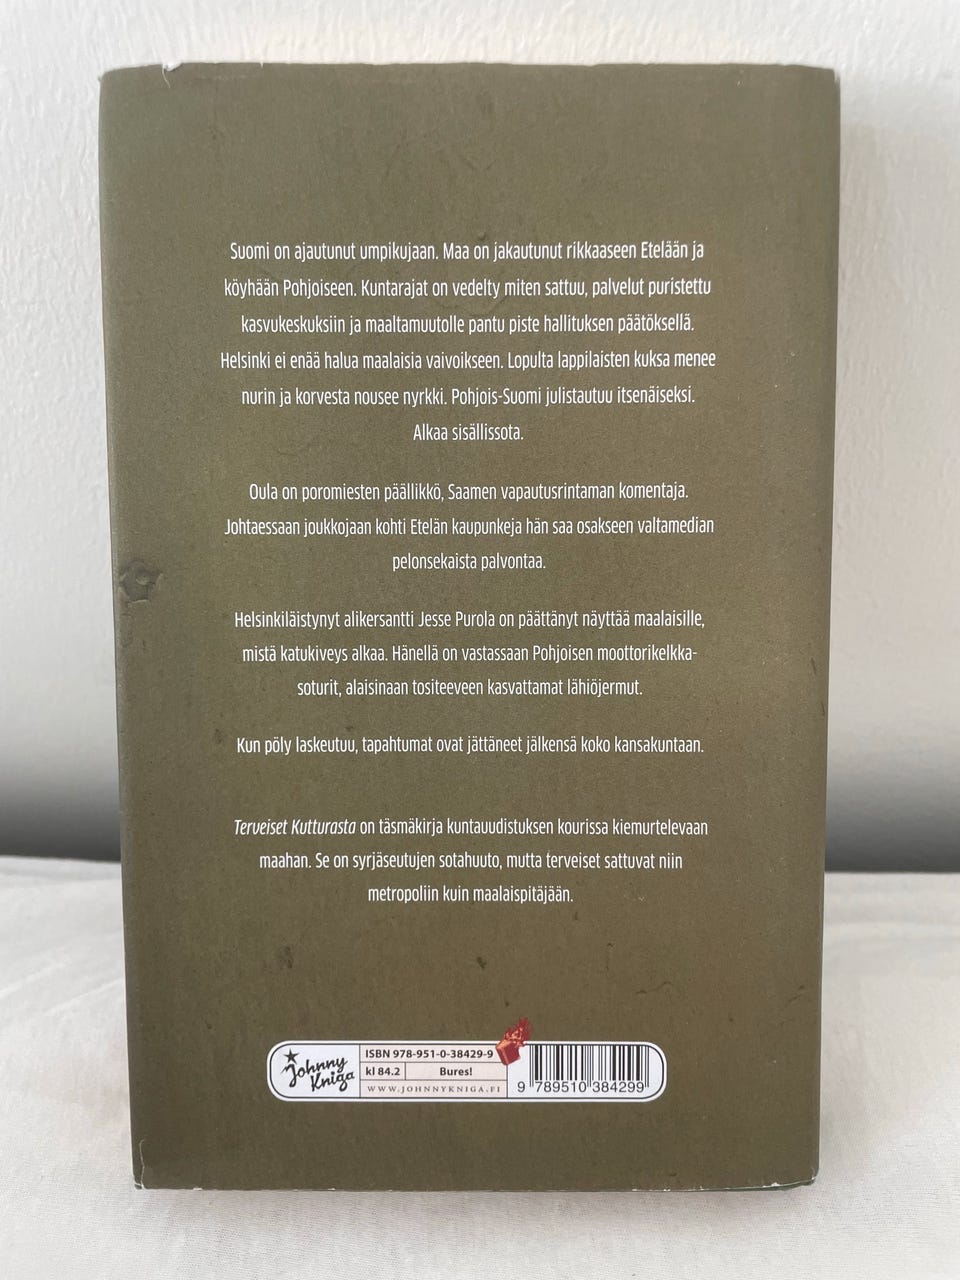 Suomi on ajautunut umpikujaan. Maa on jakautunut rikkaaseen Etelään ja
köyhään Pohjoiseen. Kuntarajat on vedelty miten sattuu, palvelut puristettu
kasvukeskuksiin ja maaltamuutolle pantu piste hallituksen päätöksellä.
Helsinki ei enää halua maalaisia vaivoikseen. Lopulta lappilaisten kuksa menee
nurin ja korvesta nousee nyrkki. Pohjois-Suomi julistautuu itsenäiseksi.
Alkaa sisällissota.
Oula on poromiesten päällikkö, Saamen vapautusrintaman komentaja.
Johtaessaan joukkojaan kohti Etelän kaupunkeja hän saa osakseen valtamedian
pelonsekaista palvontaa.
Helsinkiläistynyt alikersantti Jesse Purola on päättänyt näyttää maalaisille,
mistä katukiveys alkaa. Hänellä on vastassaan Pohjoisen moottorikelkka-
soturit, alaisinaan tositeeveen kasvattamat lähiöjermut.
Kun pöly laskeutuu, tapahtumat ovat jättäneet jälkensä koko kansakuntaan.
Terveiset Kutturasta on täsmäkirja kuntauudistuksen kourissa kiemurtelevaan
maahan. Se on syrjäseutujen sotahuuto, mutta terveiset sattuvat niin
metropoliin kuin maalaispitäjään.
Johnny
Kniga
ISBN 978-951-0-38429-9
kl 84.2 Bures!
WWW.JOHNNYKNIGA.FI
9 789510 384299